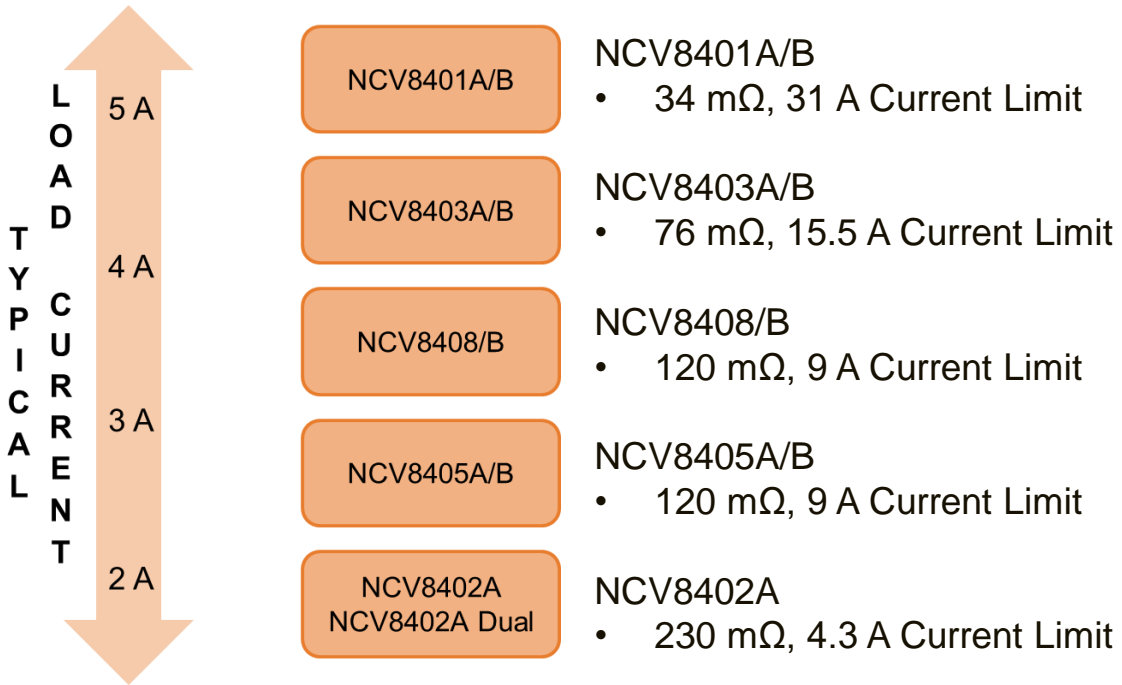 TYPICAL
LOAD CURRENT
5 A
4 A
3 A
2 A
NCV8401A/B
NCV8403A/B
NCV8408/B
NCV8405A/B
NCV8402A
NCV8402A Dual
NCV8401A/B
• 34 mΩ, 31 A Current Limit
NCV8403A/B
• 76 mΩ, 15.5 A Current Limit
NCV8408/B
• 120 mΩ, 9 A Current Limit
NCV8405A/B
• 120 mΩ, 9 A Current Limit
NCV8402A
• 230 mΩ, 4.3 A Current Limit